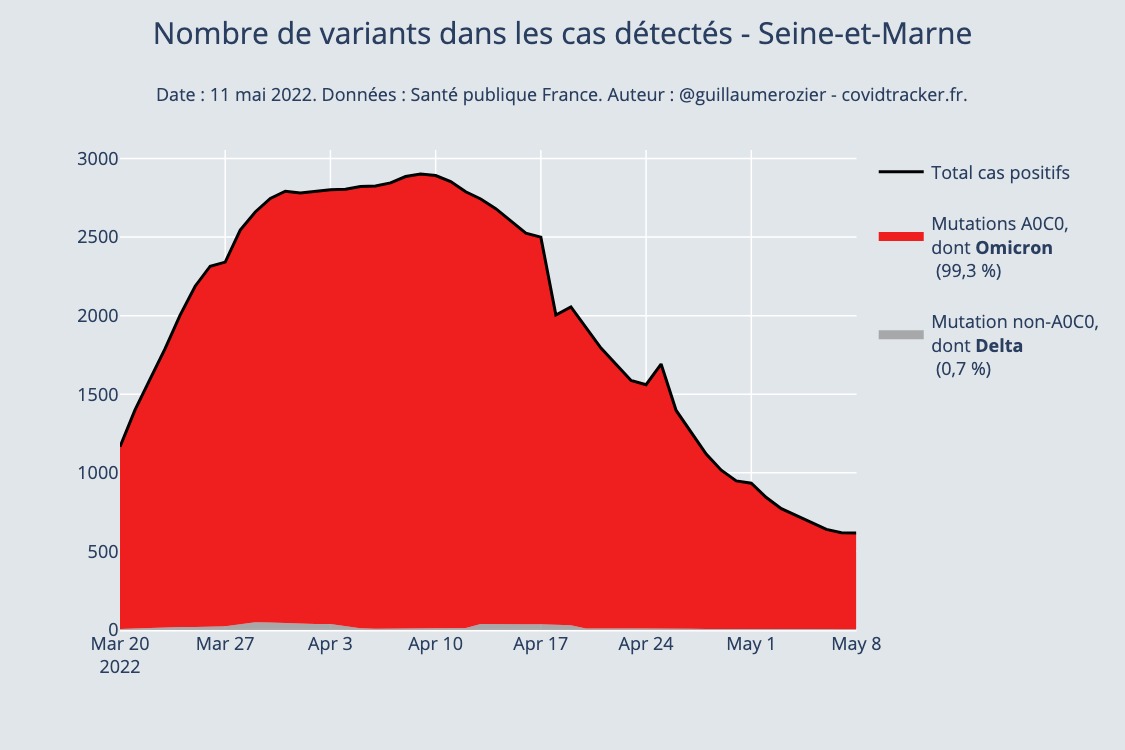 Nombre de variants dans les cas détectés - Seine-et-Marne
Date : 11 mai 2022. Données : Santé publique France. Auteur : @guillaumerozier - covidtracker.fr.
3000
2500
2000
1500
1000
500
0
Mar 20
2022
Mar 27
Apr 3
Apr 10
Apr 17
Apr 24
May 1
May 8
Total cas positifs
Mutations A0C0,
dont Omicron
(99,3 %)
Mutation non-A0C0,
dont Delta
(0,7 %)